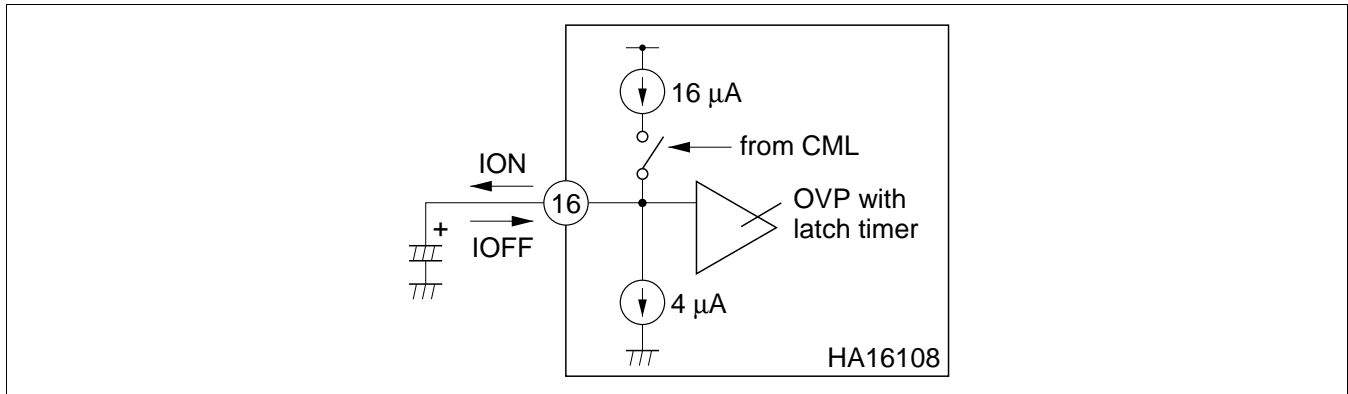 16 μA
from CML
ION
16
+
IOFF
OVP with
latch timer
4 μA
HA16108